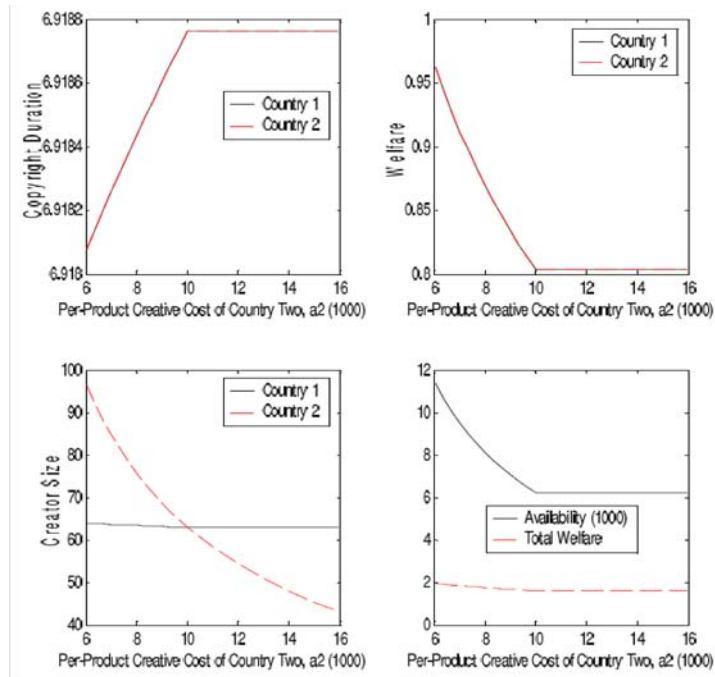 6.9188
6.9186
6.9184
6.9182
6.918
Copyright Duration
Country 1
Country 2
6 8 10 12 14 16
Per-Product Creative Cost of Country Two, a2 (1000)
1
0.95
0.9
0.85
0.8
Welfare
Country 1
Country 2
6 8 10 12 14 16
Per-Product Creative Cost of Country Two, a2 (1000)
100
90
80
70
60
50
40
Creator Size
Country 1
Country 2
6 8 10 12 14 16
Per-Product Creative Cost of Country Two, a2 (1000)
12
10
8
6
4
2
0
Availability (1000)
Total Welfare
6 8 10 12 14 16
Per-Product Creative Cost of Country Two, a2 (1000)